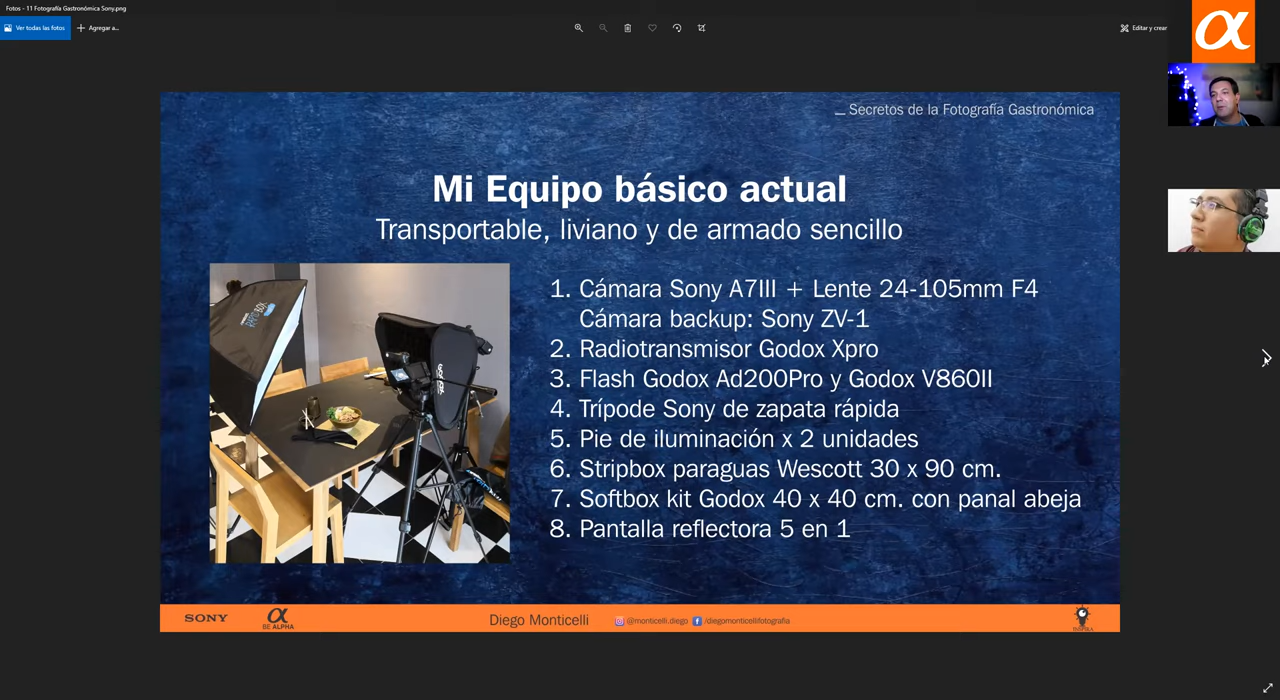 Fotos - 11 Fotografía Gastronómica Sony.png
Ver todas las fotos
Agregar a...
Editar y crear
α
__ Secretos de la Fotografía Gastronómica
Mi Equipo básico actual
Transportable, liviano y de armado sencillo
1. Cámara Sony A7III + Lente 24-105mm F4
Cámara backup: Sony ZV-1
2. Radiotransmisor Godox Xpro
3. Flash Godox Ad200Pro y Godox V860II
4. Trípode Sony de zapata rápida
5. Pie de iluminación x 2 unidades
6. Stripbox paraguas Wescott 30 x 90 cm.
7. Softbox kit Godox 40 x 40 cm. con panal abeja
8. Pantalla reflectora 5 en 1
SONY
α
BE ALPHA
Diego Monticelli
@monticelli.diego
/diegomonticellifotografia